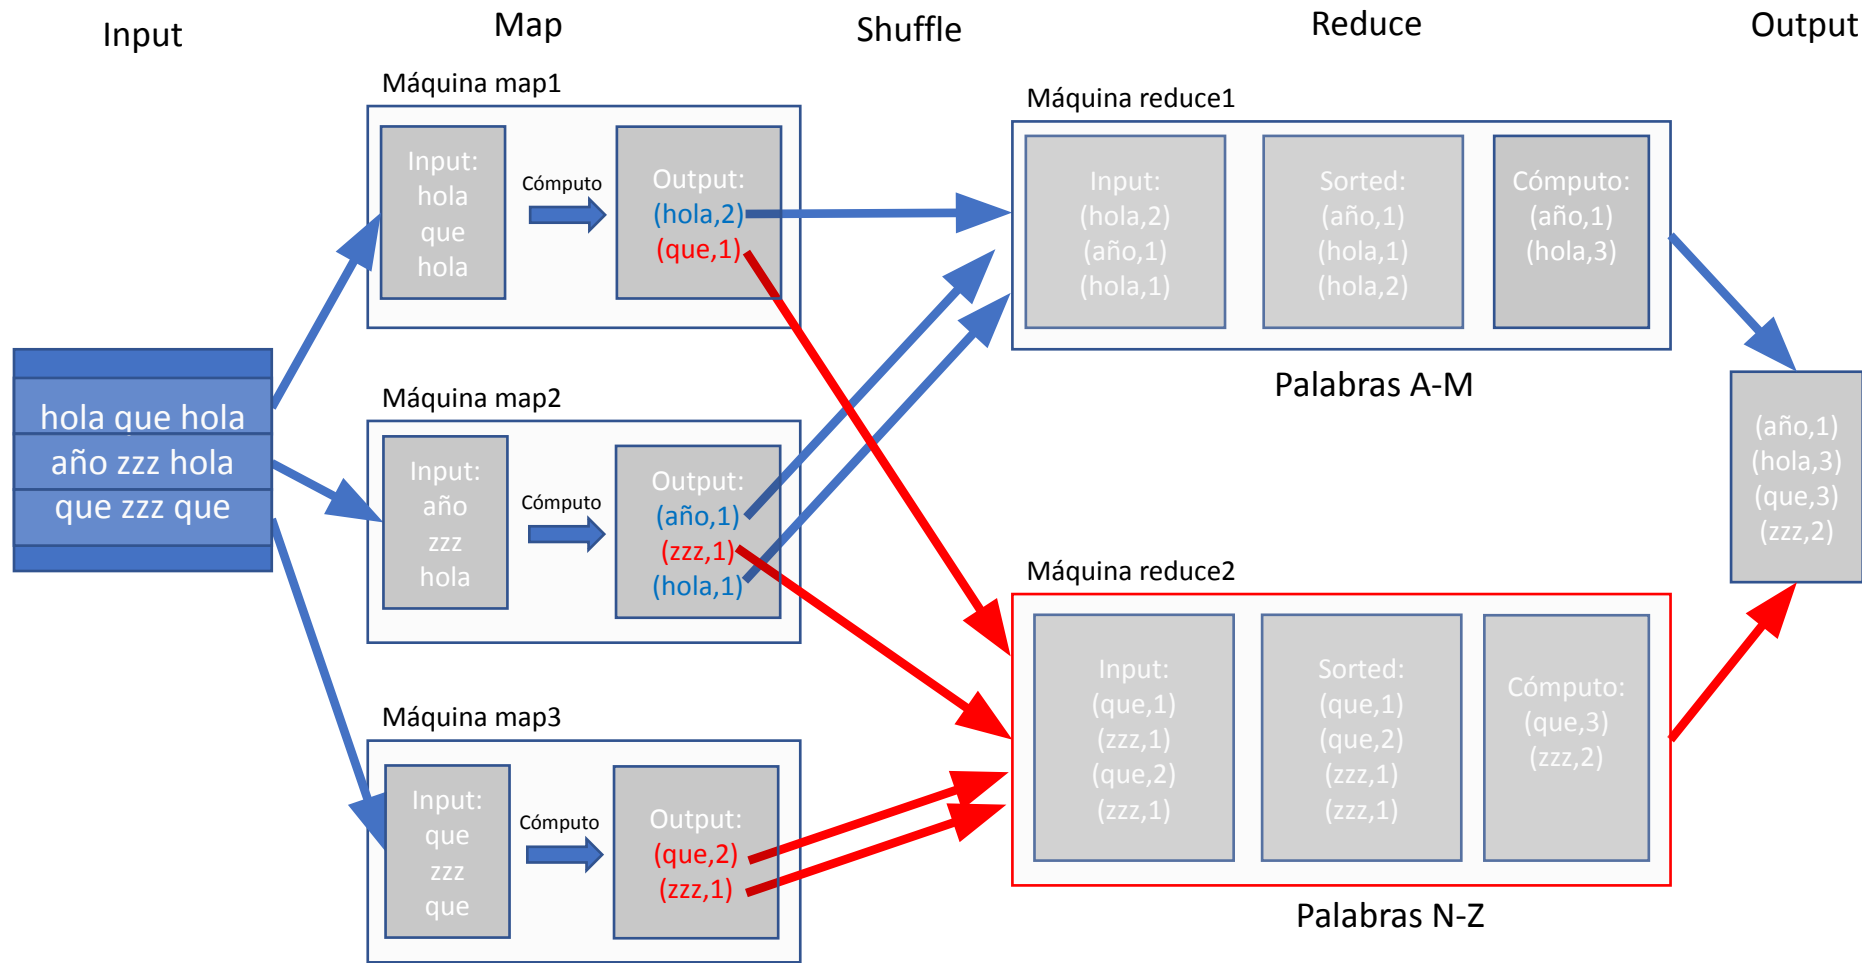 Input
Map
Shuffle
Reduce
Output
hola que hola
año zzz hola
que zzz que
Máquina map1
Input:
hola
que
hola
Cómputo
Output:
(hola,2)
(que,1)
Máquina map2
Input:
año
zzz
hola
Cómputo
Output:
(año,1)
(zzz,1)
(hola,1)
Máquina map3
Input:
que
zzz
que
Cómputo
Output:
(que,2)
(zzz,1)
Máquina reduce1
Input:
(hola,2)
(año,1)
(hola,1)
Sorted:
(año,1)
(hola,1)
(hola,2)
Cómputo:
(año,1)
(hola,3)
Palabras A-M
Máquina reduce2
Input:
(que,1)
(zzz,1)
(que,2)
(zzz,1)
Sorted:
(que,1)
(que,2)
(zzz,1)
(zzz,1)
Cómputo:
(que,3)
(zzz,2)
Palabras N-Z
(año,1)
(hola,3)
(que,3)
(zzz,2)